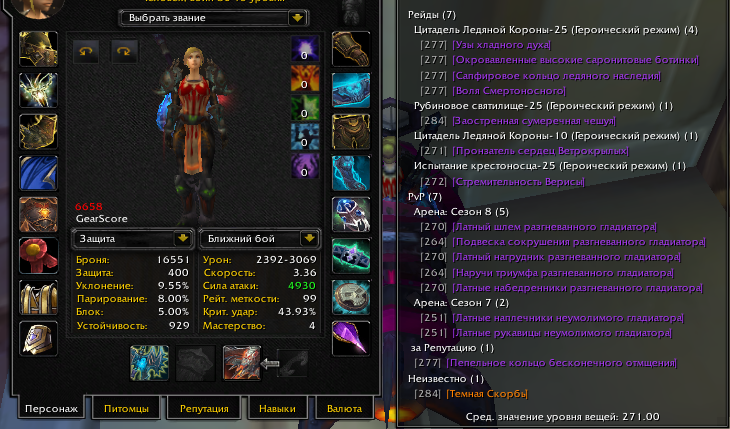 Выбрать звание
0
0
0
0
0
6658
GearScore
Защита
Броня: 16551
Защита: 400
Уклонение: 9.55%
Парирование: 8.00%
Блок: 5.00%
Устойчивость: 929
Ближний бой
Урон: 2392-3069
Скорость: 3.36
Сила атаки: 4930
Рейт. меткости: 99
Крит. удар: 43.93%
Мастерство: 4
Персонаж
Питомцы
Репутация
Навыки
Валюта
Рейды (7)
Цитадель Ледяной Короны-25 (Героический режим) (4)
[277] [Узы хладного духа]
[277] [Окровавленные высокие саронитовые ботинки]
[277] [Сапфировое кольцо ледяного наследия]
[277] [Воля Смертоносного]
Рубиновое святилище-25 (Героический режим) (1)
[284] [Заостренная сумеречная чешуя]
Цитадель Ледяной Короны-10 (Героический режим) (1)
[271] [Пронзатель сердец Ветрокрылых]
Испытание крестоносца-25 (Героический режим) (1)
[272] [Стремительность Верисы]
PvP (7)
Арена: Сезон 8 (5)
[270] [Латный шлем разгневанного гладиатора]
[264] [Подвеска сокрушения разгневанного гладиатора]
[270] [Латный нагрудник разгневанного гладиатора]
[264] [Наручи триумфа разгневанного гладиатора]
[270] [Латные набедренники разгневанного гладиатора]
Арена: Сезон 7 (2)
[251] [Латные наплечники неумолимого гладиатора]
[251] [Латные рукавицы неумолимого гладиатора]
за Репутацию (1)
[277] [Пепельное кольцо бесконечного отмщения]
Неизвестно (1)
[284] [Темная Скорбь]
Сред. значение уровня вещей: 271.00